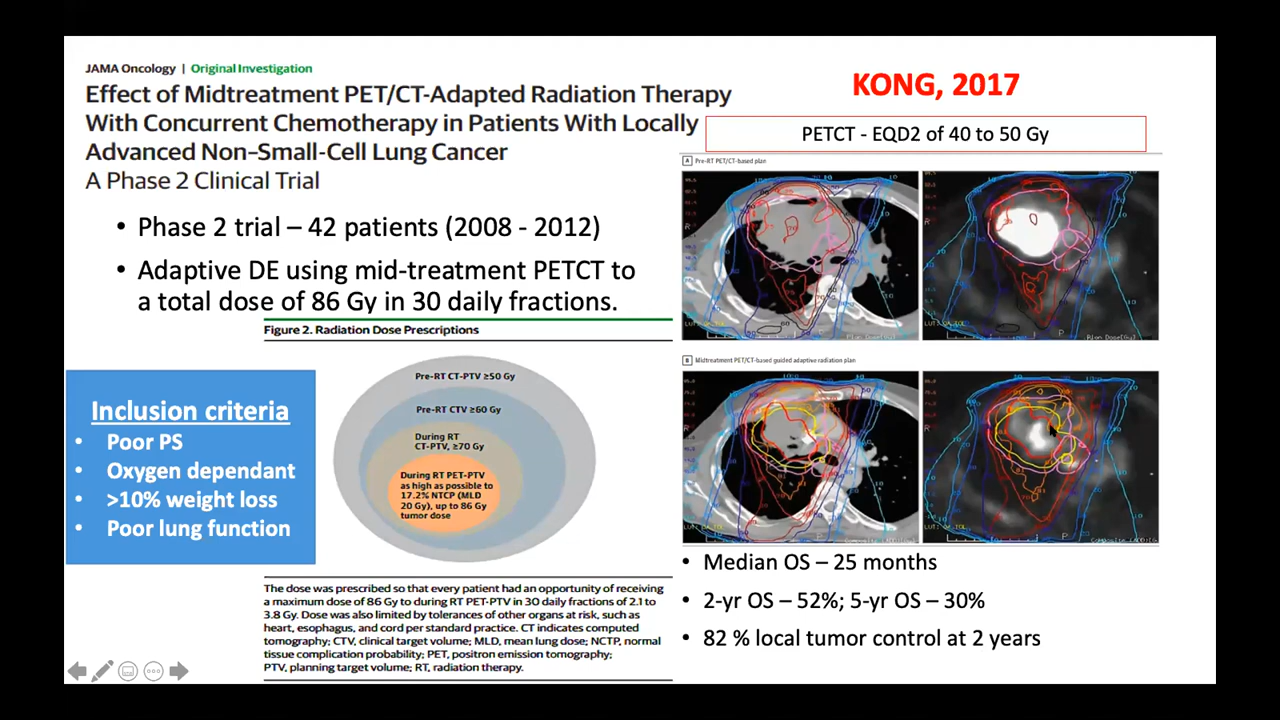 JAMA Oncology | Original Investigation
Effect of Midtreatment PET/CT-Adapted Radiation Therapy
With Concurrent Chemotherapy in Patients With Locally
Advanced Non–Small-Cell Lung Cancer
A Phase 2 Clinical Trial
• Phase 2 trial – 42 patients (2008 - 2012)
• Adaptive DE using mid-treatment PETCT to
a total dose of 86 Gy in 30 daily fractions.
Figure 2. Radiation Dose Prescriptions
Inclusion criteria
• Poor PS
• Oxygen dependant
• >10% weight loss
• Poor lung function
Pre-RT CT-PTV ≥50 Gy
Pre-RT CTV ≥60 Gy
During RT
CT-PTV, ≥70 Gy
During RT PET-PTV
as high as possible to
17.2% NTCP (MLD
20 Gy), up to 86 Gy
tumor dose
The dose was prescribed so that every patient had an opportunity of receiving
a maximum dose of 86 Gy to during RT PET-PTV in 30 daily fractions of 2.1 to
3.8 Gy. Dose was also limited by tolerances of other organs at risk, such as
heart, esophagus, and cord per standard practice. CT indicates computed
tomography; CTV, clinical target volume; MLD, mean lung dose; NTCP, normal
tissue complication probability; PET, positron emission tomography;
PTV, planning target volume; RT, radiation therapy.
KONG, 2017
PETCT - EQD2 of 40 to 50 Gy
A Pre-RT PET/CT-based plan
B Midtreatment PET/CT-based guided adaptive radiation plan
• Median OS – 25 months
• 2-yr OS – 52%; 5-yr OS – 30%
• 82 % local tumor control at 2 years